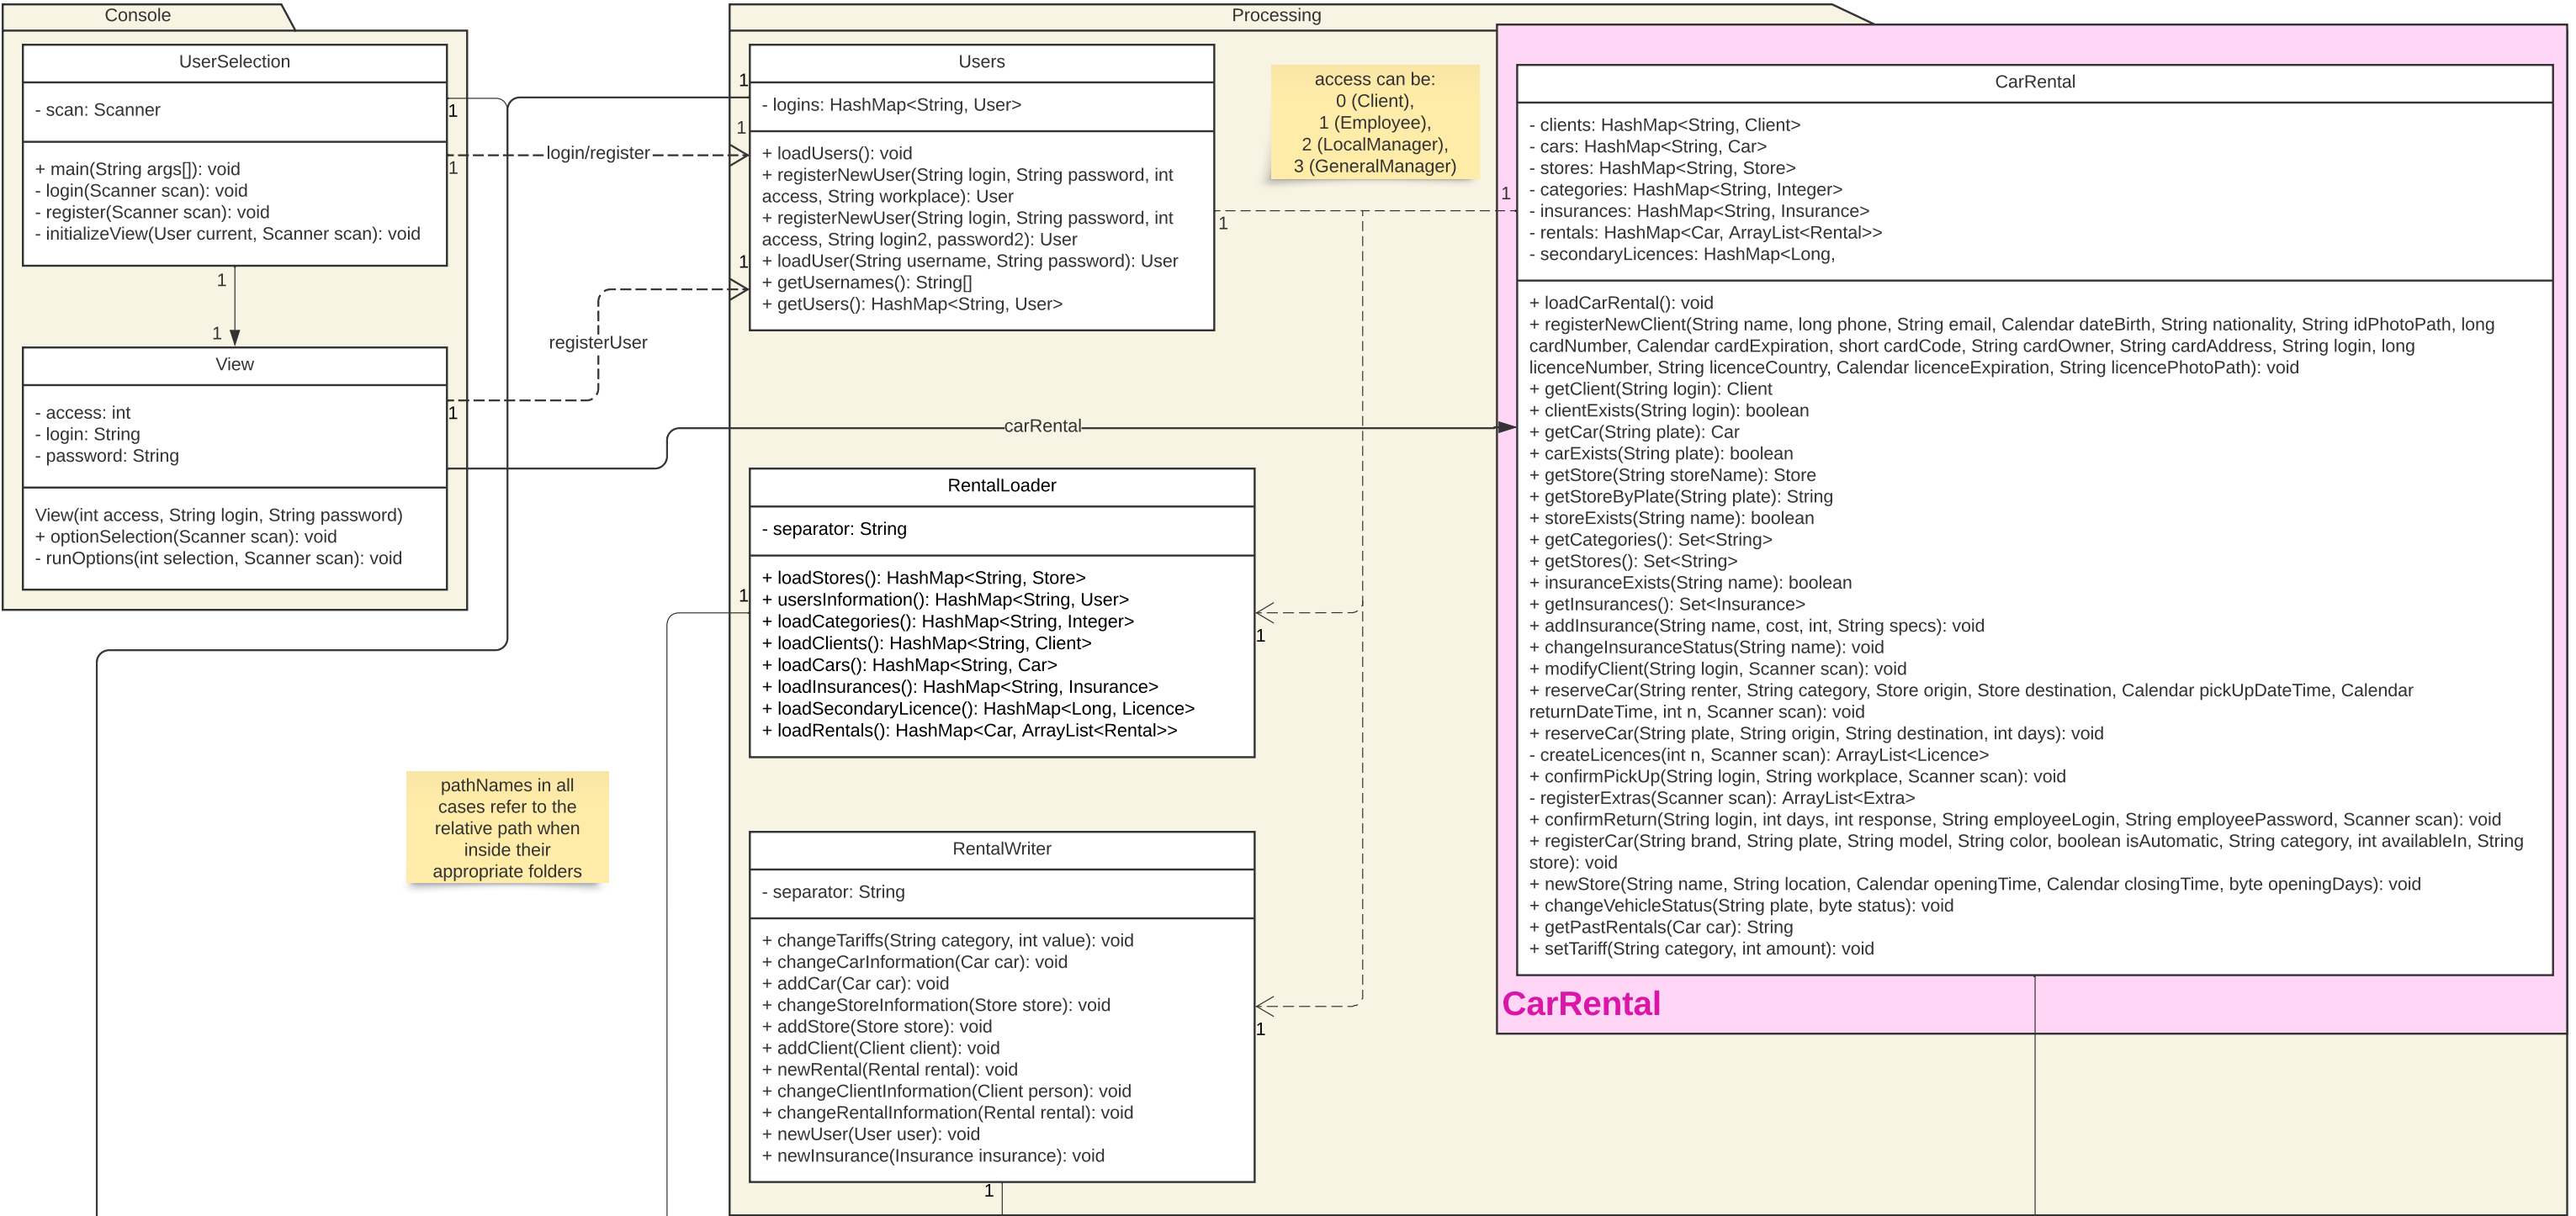 Console
UserSelection
- scan: Scanner
+ main(String args[]): void
- login(Scanner scan): void
- register(Scanner scan): void
- initializeView(User current, Scanner scan): void
1
1
1
1
View
- access: int
- login: String
- password: String
View(int access, String login, String password)
+ optionSelection(Scanner scan): void
- runOptions(int selection, Scanner scan): void
1
login/register
registerUser
carRental
pathNames in all
cases refer to the
relative path when
inside their
appropriate folders
Processing
1
1
1
Users
- logins: HashMap<String, User>
+ loadUsers(): void
+ registerNewUser(String login, String password, int
access, String workplace): User
+ registerNewUser(String login, String password, int
access, String login2, password2): User
+ loadUser(String username, String password): User
+ getUsernames(): String[]
+ getUsers(): HashMap<String, User>
1
access can be:
0 (Client),
1 (Employee),
2 (LocalManager),
3 (GeneralManager)
1
RentalLoader
- separator: String
+ loadStores(): HashMap<String, Store>
+ usersInformation(): HashMap<String, User>
+ loadCategories(): HashMap<String, Integer>
+ loadClients(): HashMap<String, Client>
+ loadCars(): HashMap<String, Car>
+ loadInsurances(): HashMap<String, Insurance>
+ loadSecondaryLicence(): HashMap<Long, Licence>
+ loadRentals(): HashMap<Car, ArrayList<Rental>>
1
1
RentalWriter
- separator: String
+ changeTariffs(String category, int value): void
+ changeCarInformation(Car car): void
+ addCar(Car car): void
+ changeStoreInformation(Store store): void
+ addStore(Store store): void
+ addClient(Client client): void
+ newRental(Rental rental): void
+ changeClientInformation(Client person): void
+ changeRentalInformation(Rental rental): void
+ newUser(User user): void
+ newInsurance(Insurance insurance): void
1
1
CarRental
- clients: HashMap<String, Client>
- cars: HashMap<String, Car>
- stores: HashMap<String, Store>
- categories: HashMap<String, Integer>
- insurances: HashMap<String, Insurance>
- rentals: HashMap<Car, ArrayList<Rental>>
- secondaryLicences: HashMap<Long,
+ loadCarRental(): void
+ registerNewClient(String name, long phone, String email, Calendar dateBirth, String nationality, String idPhotoPath, long
cardNumber, Calendar cardExpiration, short cardCode, String cardOwner, String cardAddress, String login, long
licenceNumber, String licenceCountry, Calendar licenceExpiration, String licencePhotoPath): void
+ getClient(String login): Client
+ clientExists(String login): boolean
+ getCar(String plate): Car
+ carExists(String plate): boolean
+ getStore(String storeName): Store
+ getStoreByPlate(String plate): String
+ storeExists(String name): boolean
+ getCategories(): Set<String>
+ getStores(): Set<String>
+ insuranceExists(String name): boolean
+ getInsurances(): Set<Insurance>
+ addInsurance(String name, cost, int, String specs): void
+ changeInsuranceStatus(String name): void
+ modifyClient(String login, Scanner scan): void
+ reserveCar(String renter, String category, Store origin, Store destination, Calendar pickUpDateTime, Calendar
returnDateTime, int n, Scanner scan): void
+ reserveCar(String plate, String origin, String destination, int days): void
- createLicences(int n, Scanner scan): ArrayList<Licence>
+ confirmPickUp(String login, String workplace, Scanner scan): void
- registerExtras(Scanner scan): ArrayList<Extra>
+ confirmReturn(String login, int days, int response, String employeeLogin, String employeePassword, Scanner scan): void
+ registerCar(String brand, String plate, String model, String color, boolean isAutomatic, String category, int availableIn, String
store): void
+ newStore(String name, String location, Calendar openingTime, Calendar closingTime, byte openingDays): void
+ changeVehicleStatus(String plate, byte status): void
+ getPastRentals(Car car): String
+ setTariff(String category, int amount): void
CarRental